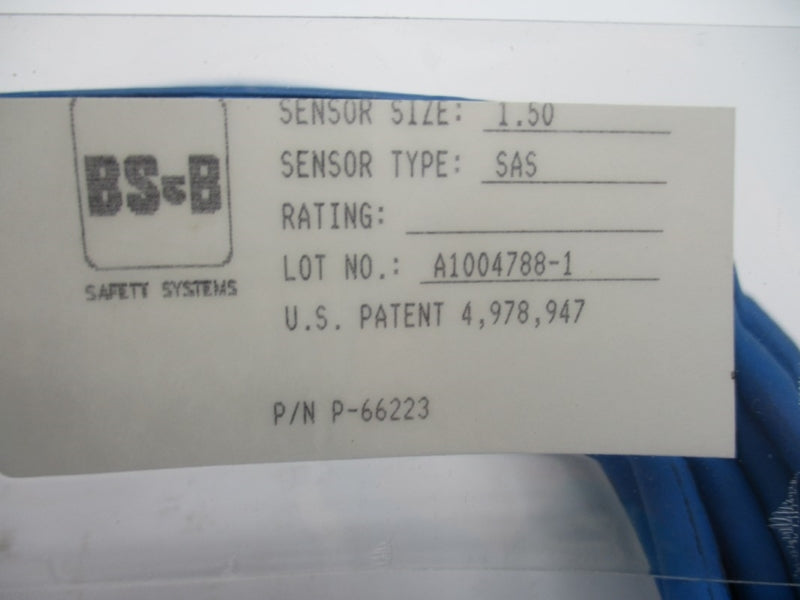 SENSOR SIZE: 1.50
SENSOR TYPE: SAS
RATING:
LOT NO.: A1004788-1
U.S. PATENT 4,978,947
P/N P-66223
BS&B
SAFETY SYSTEMS